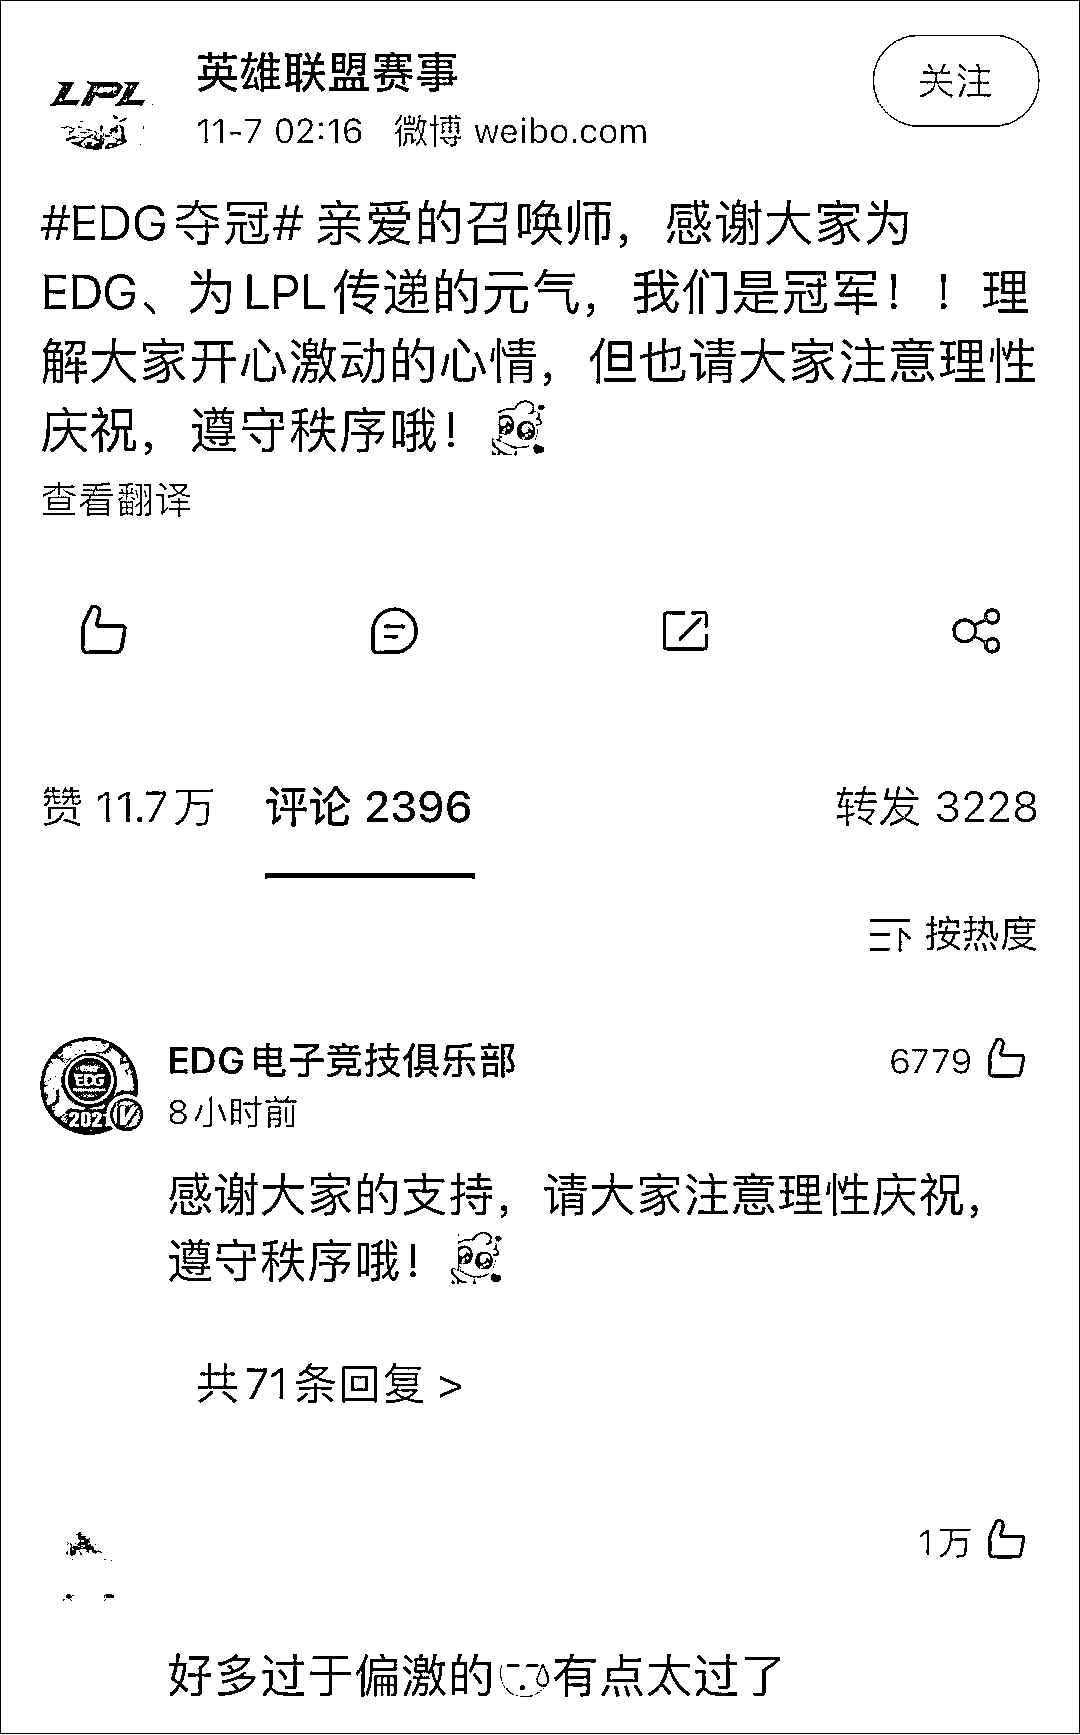 LPL
英雄联盟赛事
关注
11-7 02:16 微博 weibo.com
#EDG夺冠# 亲爱的召唤师，感谢大家为
EDG、为LPL传递的元气，我们是冠军！！理
解大家开心激动的心情，但也请大家注意理性
庆祝，遵守秩序哦！
查看翻译
赞 11.7万 评论 2396 转发 3228
按热度
EDG
2021
EDG电子竞技俱乐部
6779
8小时前
感谢大家的支持，请大家注意理性庆祝，
遵守秩序哦！
共71条回复 >
1万
好多过于偏激的有点太过了